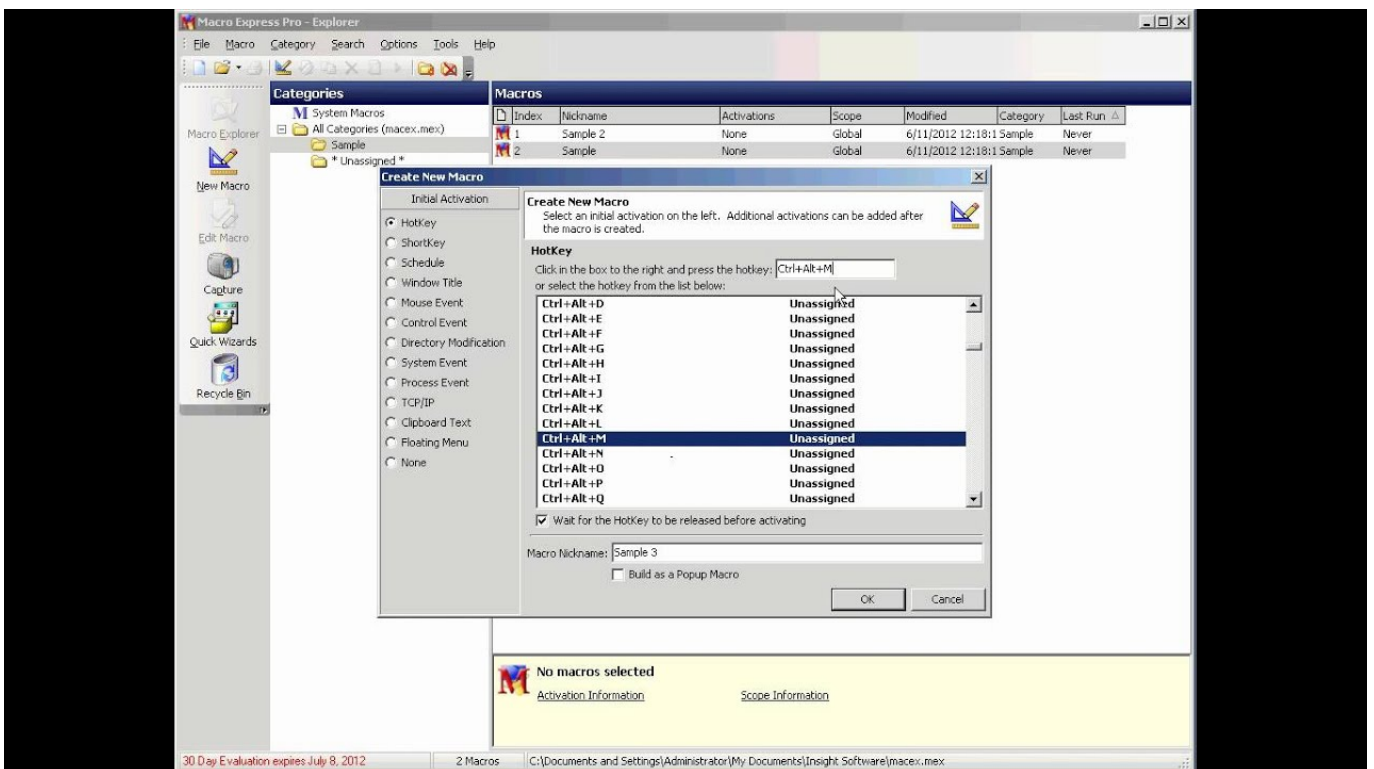 Macro Express Pro - Explorer
File Macro Category Search Options Tools Help
Categories
Macros
System Macros
All Categories (macex.mex)
Sample
* Unassigned *
Index Nickname Activations Scope Modified Category Last Run
1 Sample 2 None Global 6/11/2012 12:18:1 Sample Never
2 Sample None Global 6/11/2012 12:18:1 Sample Never
Macro Explorer
New Macro
Edit Macro
Capture
Quick Wizards
Recycle Bin
Create New Macro
Initial Activation
HotKey
ShortKey
Schedule
Window Title
Mouse Event
Control Event
Directory Modification
System Event
Process Event
TCP/IP
Clipboard Text
Floating Menu
None
Create New Macro
Select an initial activation on the left. Additional activations can be added after
the macro is created.
HotKey
Click in the box to the right and press the hotkey: Ctrl+Alt+M
or select the hotkey from the list below:
Ctrl+Alt+D Unassigned
Ctrl+Alt+E Unassigned
Ctrl+Alt+F Unassigned
Ctrl+Alt+G Unassigned
Ctrl+Alt+H Unassigned
Ctrl+Alt+I Unassigned
Ctrl+Alt+J Unassigned
Ctrl+Alt+K Unassigned
Ctrl+Alt+L Unassigned
Ctrl+Alt+M Unassigned
Ctrl+Alt+N Unassigned
Ctrl+Alt+O Unassigned
Ctrl+Alt+P Unassigned
Ctrl+Alt+Q Unassigned
Wait for the HotKey to be released before activating
Macro Nickname: Sample 3
Build as a Popup Macro
OK Cancel
No macros selected
Activation Information Scope Information
30 Day Evaluation expires July 8, 2012 2 Macros C:\Documents and Settings\Administrator\My Documents\Insight Software\macex.mex